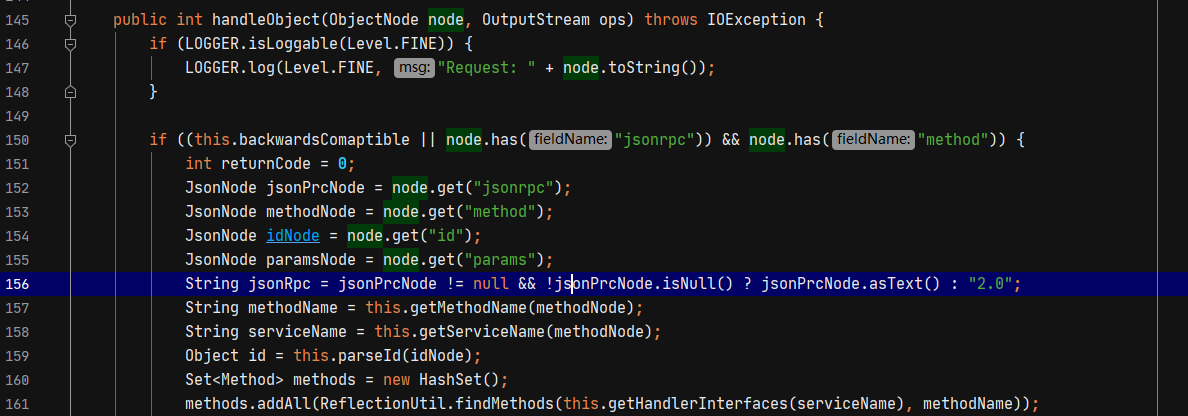 145 public int handleObject(ObjectNode node, OutputStream ops) throws IOException {
146 if (LOGGER.isLoggable(Level.FINE)) {
147 LOGGER.log(Level.FINE, msg: "Request: " + node.toString());
148 }
149
150 if ((this.backwardsComaptible || node.has( fieldName: "jsonrpc")) && node.has( fieldName: "method")) {
151 int returnCode = 0;
152 JsonNode jsonPrcNode = node.get("jsonrpc");
153 JsonNode methodNode = node.get("method");
154 JsonNode idNode = node.get("id");
155 JsonNode paramsNode = node.get("params");
156 String jsonRpc = jsonPrcNode != null && !jsonPrcNode.isNull() ? jsonPrcNode.asText() : "2.0";
157 String methodName = this.getMethodName(methodNode);
158 String serviceName = this.getServiceName(methodNode);
159 Object id = this.parseId(idNode);
160 Set<Method> methods = new HashSet();
161 methods.addAll(ReflectionUtil.findMethods(this.getHandlerInterfaces(serviceName), methodName));